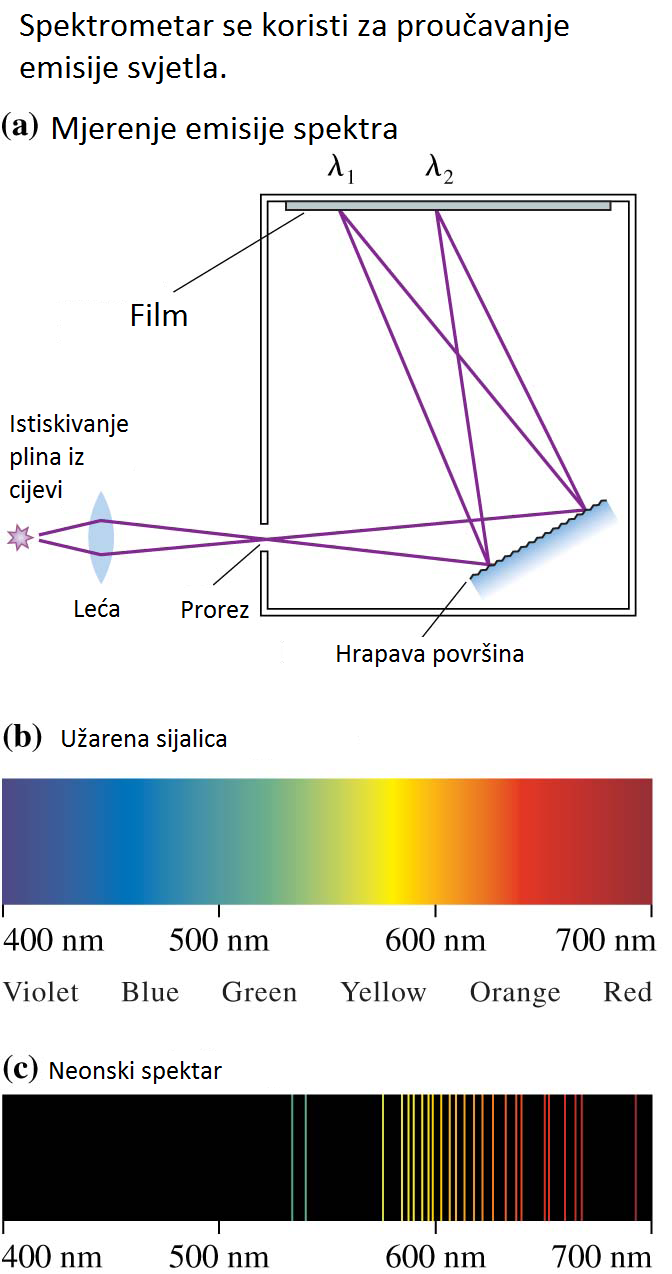 Spektrometar se koristi za proučavanje
emisije svjetla.
(a) Mjerenje emisije spektra
λ1 λ2
Film
Istiskivanje
plina iz
cijevi
Leća
Prorez
Hrapava površina
(b) Užarena sijalica
400 nm 500 nm 600 nm 700 nm
Violet Blue Green Yellow Orange Red
(c) Neonski spektar
400 nm 500 nm 600 nm 700 nm